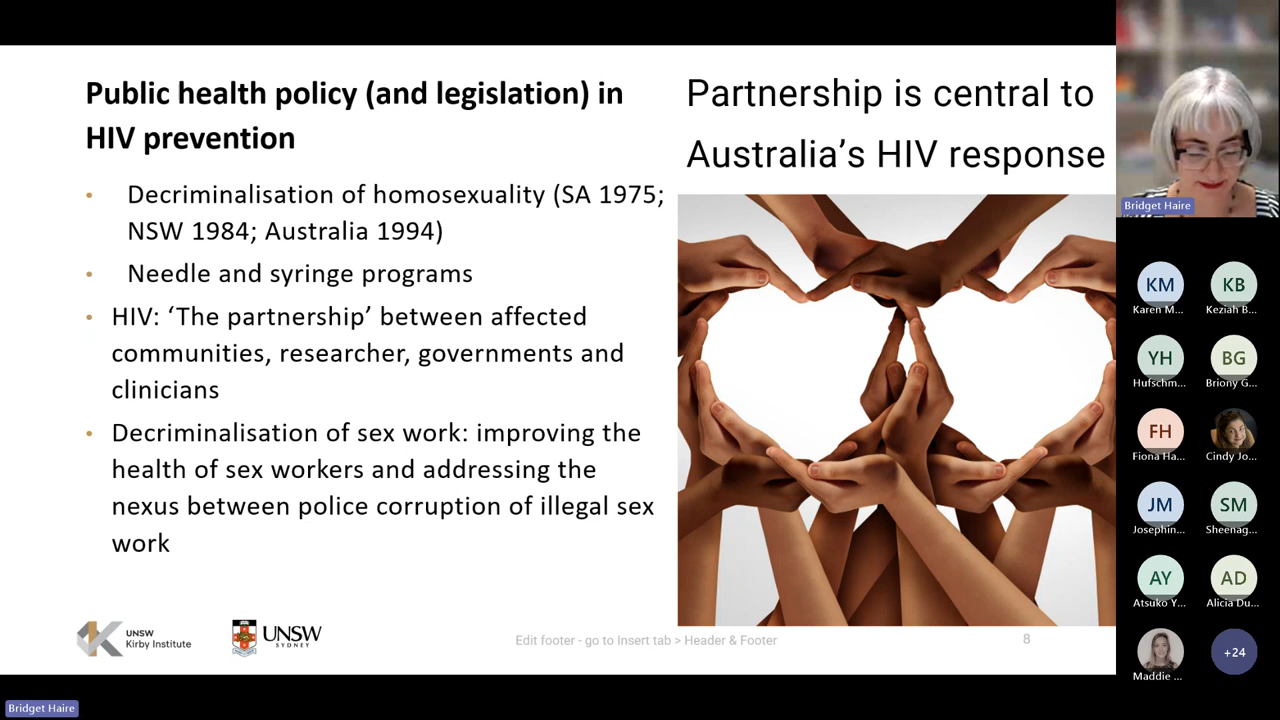 Public health policy (and legislation) in
HIV prevention
• Decriminalisation of homosexuality (SA 1975;
NSW 1984; Australia 1994)
• Needle and syringe programs
• HIV: ‘The partnership’ between affected
communities, researcher, governments and
clinicians
• Decriminalisation of sex work: improving the
health of sex workers and addressing the
nexus between police corruption of illegal sex
work
Partnership is central to
Australia’s HIV response
UNSW
Kirby Institute
UNSW
SYDNEY
Edit footer - go to Insert tab > Header & Footer
8
Bridget Haire
KM
Karen M...
KB
Keziah B...
YH
Hufschm...
BG
Briony G...
FH
Fiona Ha...
Cindy Jo...
JM
Josephin...
SM
Sheenag...
AY
Atsuko Y...
AD
Alicia Du...
Maddie ...
+24
Bridget Haire